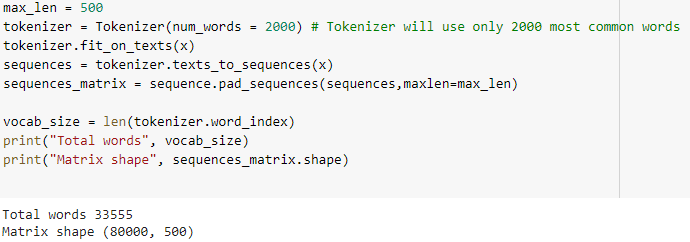 max_len = 500
tokenizer = Tokenizer(num_words = 2000) # Tokenizer will use only 2000 most common words
tokenizer.fit_on_texts(x)
sequences = tokenizer.texts_to_sequences(x)
sequences_matrix = sequence.pad_sequences(sequences,maxlen=max_len)
vocab_size = len(tokenizer.word_index)
print("Total words", vocab_size)
print("Matrix shape", sequences_matrix.shape)
Total words 33555
Matrix shape (80000, 500)